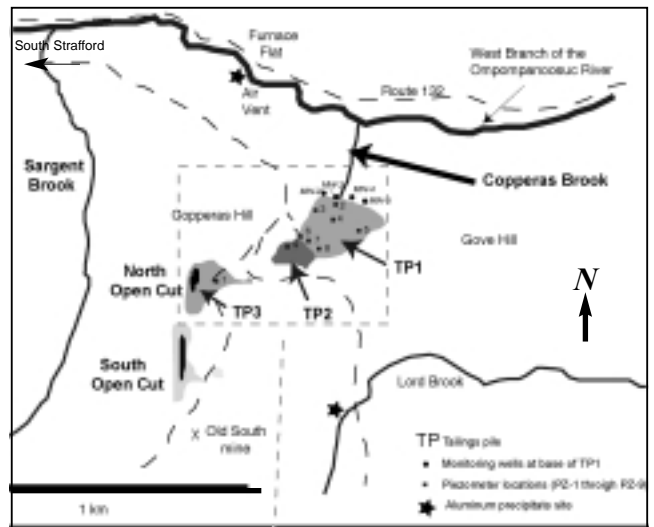 South Strafford
Furnace
Flat
West Branch of the
Ompompanoosuc River
Air
Vent
Route 132
Sargent
Brook
Copperas Brook
Copperas Hill
Gove Hill
North
Open Cut
TP1
TP3
TP2
N
South
Open Cut
Lord Brook
x Old South
mine
TP Tailings pile
Monitoring wells at base of TP1
Piezometer locations (PZ-1 through PZ-9)
Aluminum precipitate site
1 km